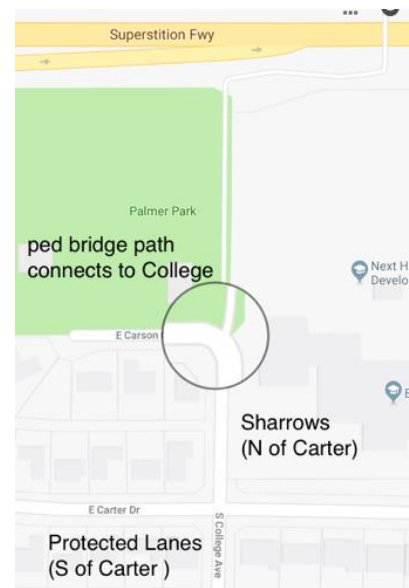 Superstition Fwy
Palmer Park
ped bridge path
connects to College
Next H
Develo
E Carson
Sharrows
(N of Carter)
E Carter Dr
S College Ave
Protected Lanes
(S of Carter )